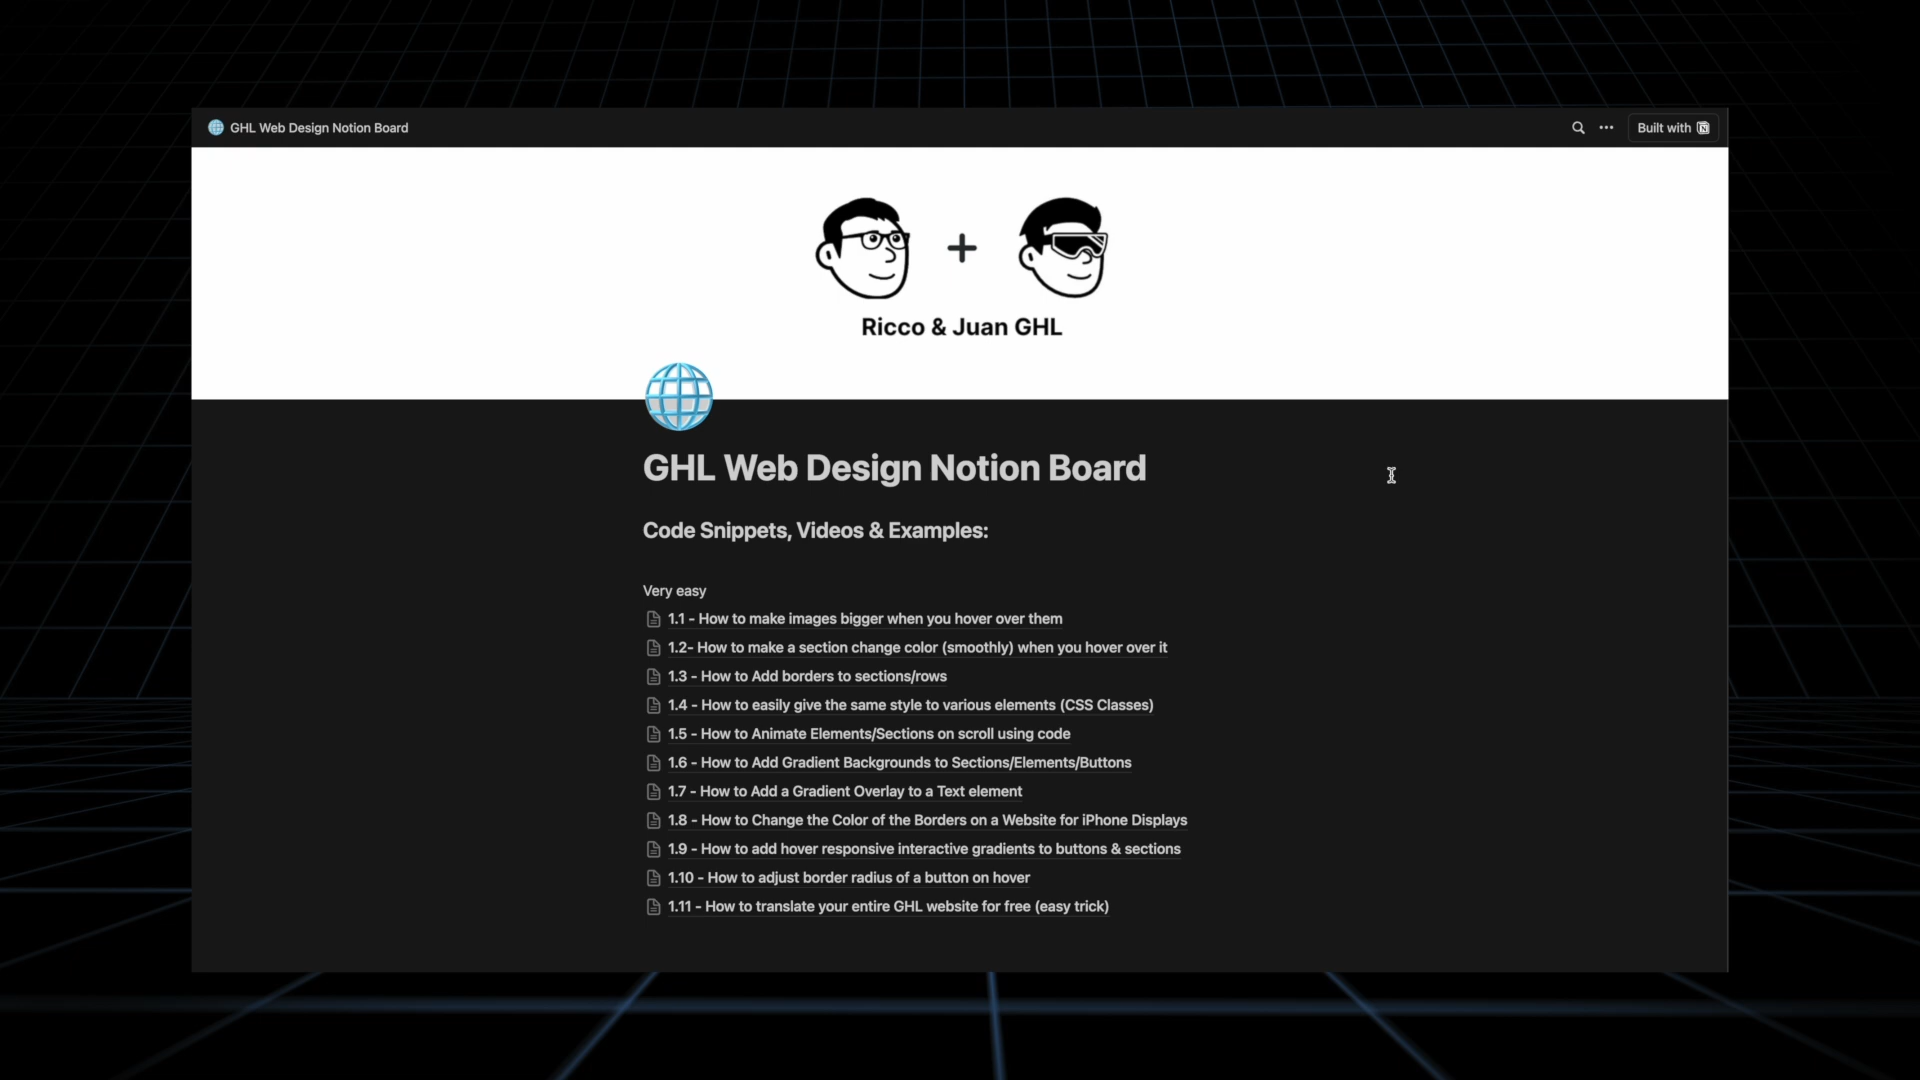 GHL Web Design Notion Board
Built with
Ricco & Juan GHL
GHL Web Design Notion Board
Code Snippets, Videos & Examples:
Very easy
1.1 - How to make images bigger when you hover over them
1.2- How to make a section change color (smoothly) when you hover over it
1.3 - How to Add borders to sections/rows
1.4 - How to easily give the same style to various elements (CSS Classes)
1.5 - How to Animate Elements/Sections on scroll using code
1.6 - How to Add Gradient Backgrounds to Sections/Elements/Buttons
1.7 - How to Add a Gradient Overlay to a Text element
1.8 - How to Change the Color of the Borders on a Website for iPhone Displays
1.9 - How to add hover responsive interactive gradients to buttons & sections
1.10 - How to adjust border radius of a button on hover
1.11 - How to translate your entire GHL website for free (easy trick)